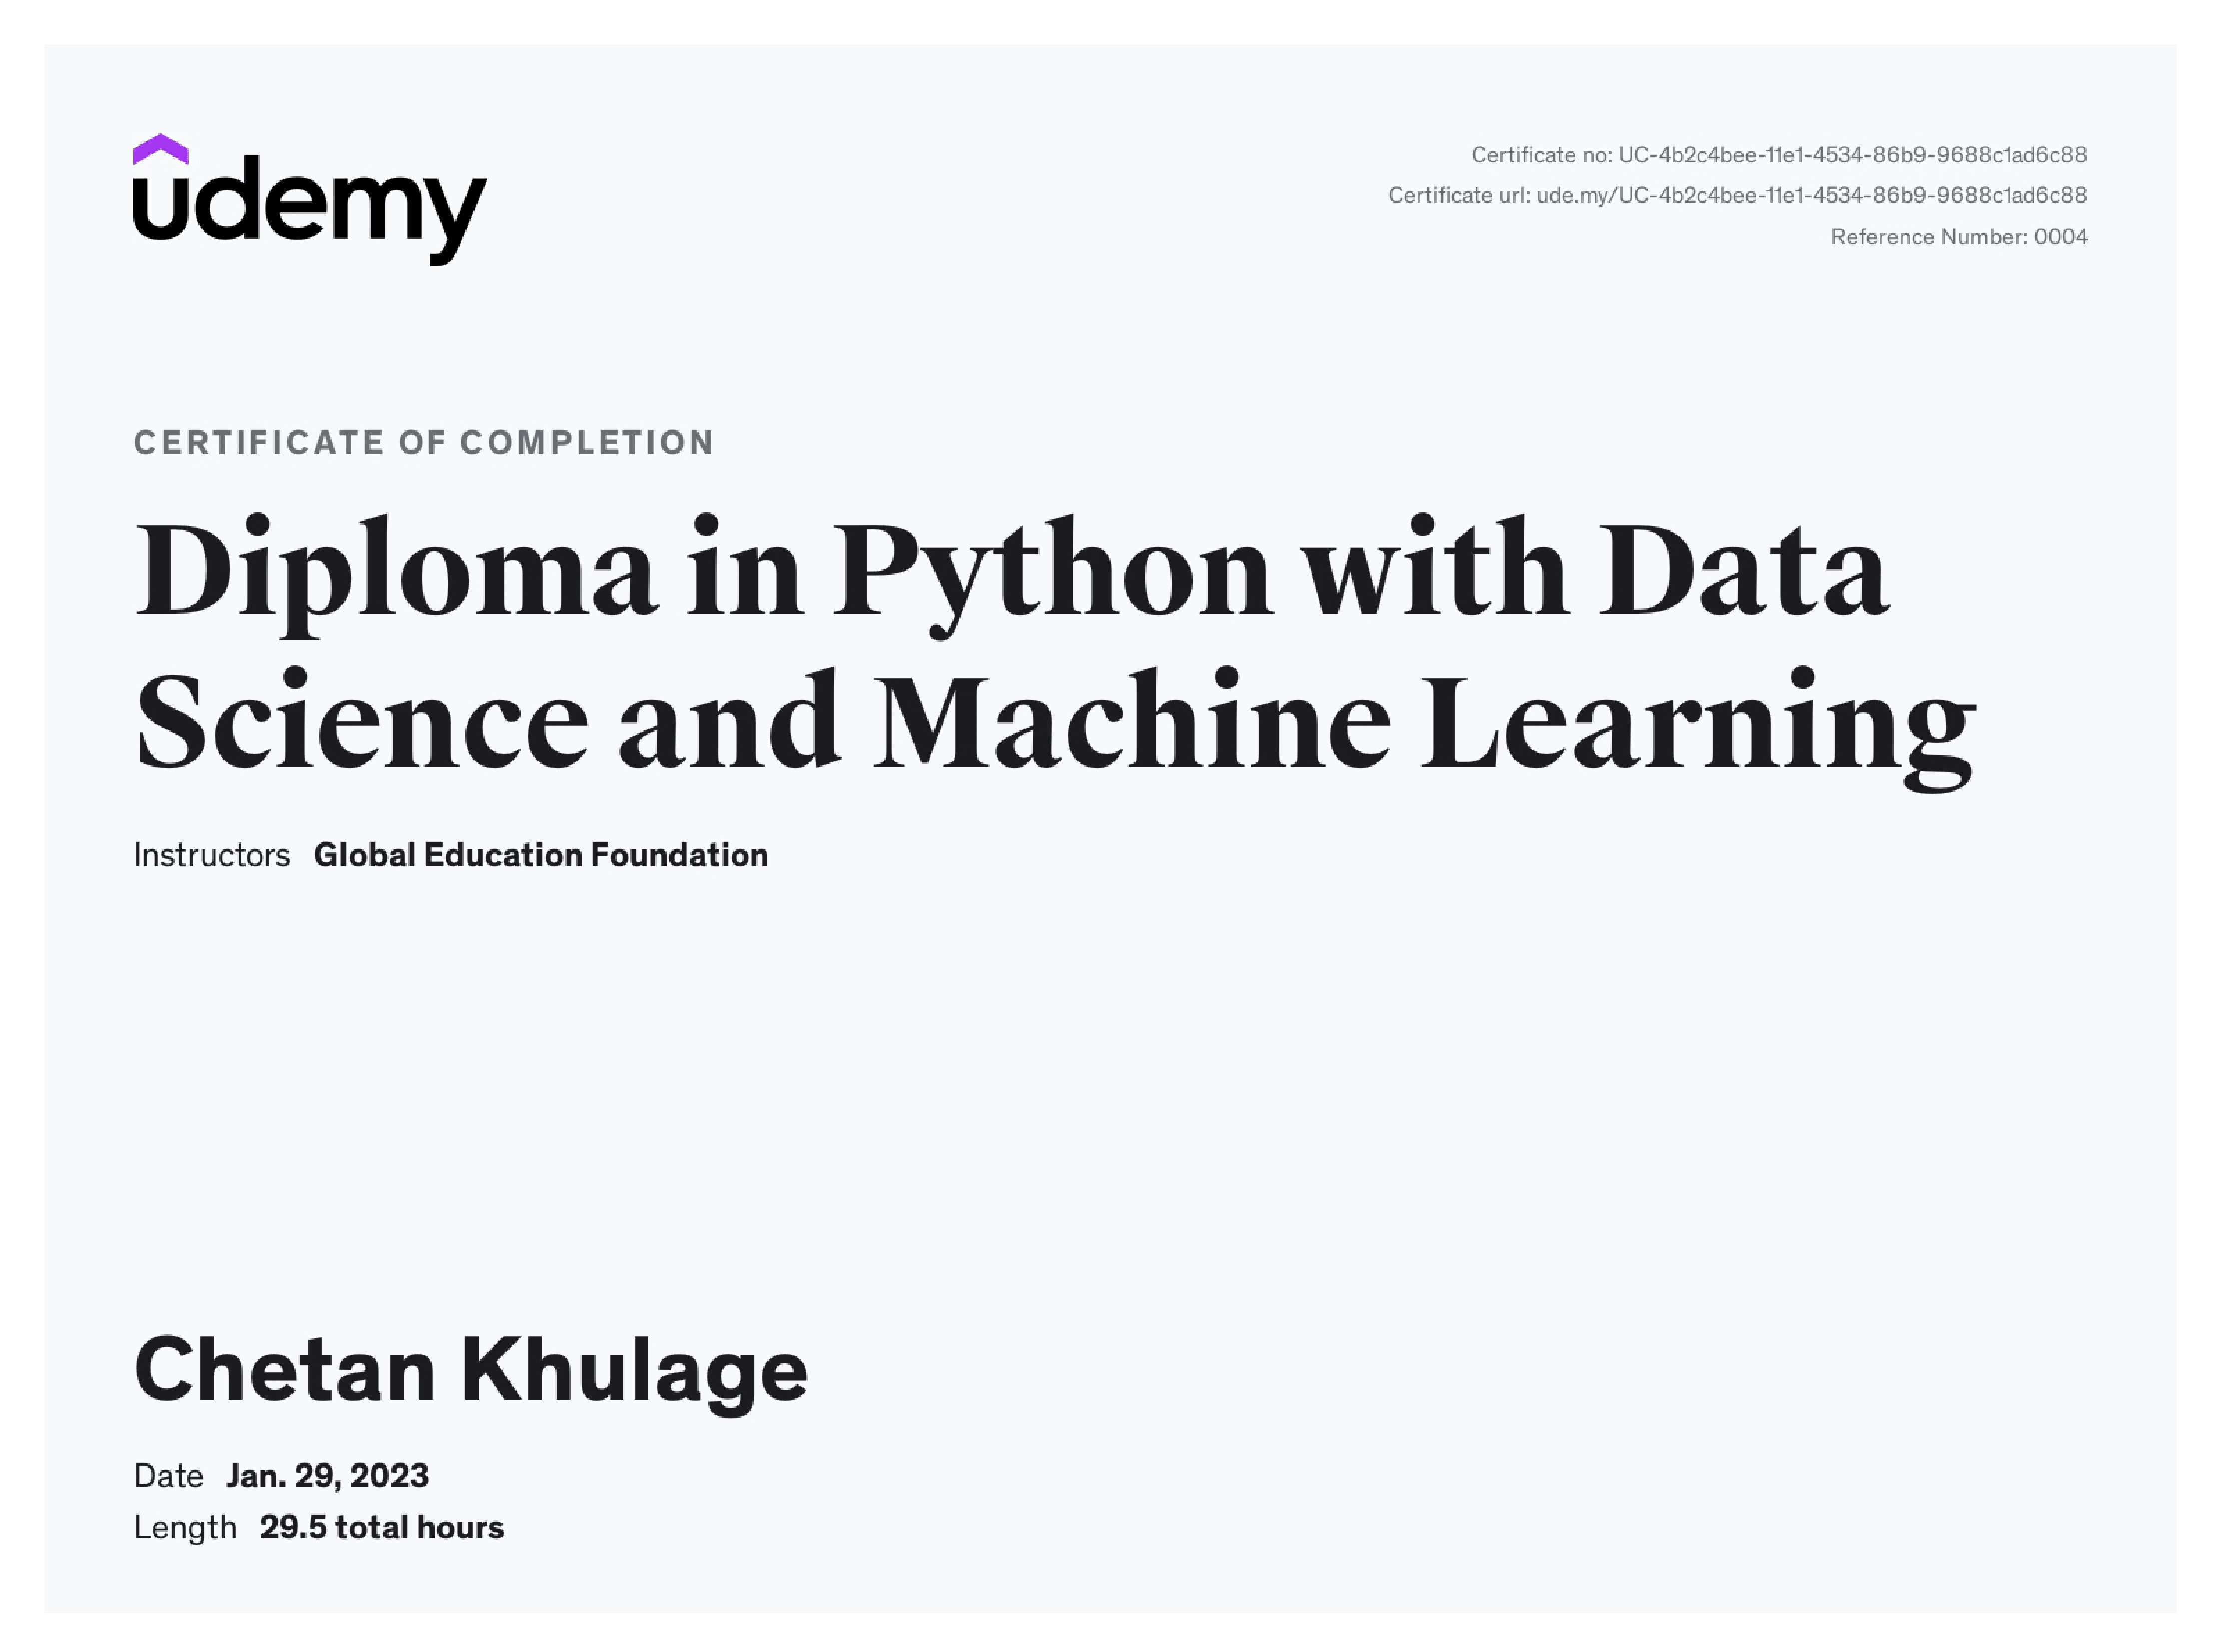 udemy
Certificate no: UC-4b2c4bee-11e1-4534-86b9-9688c1ad6c88
Certificate url: ude.my/UC-4b2c4bee-11e1-4534-86b9-9688c1ad6c88
Reference Number: 0004
CERTIFICATE OF COMPLETION
Diploma in Python with Data
Science and Machine Learning
Instructors Global Education Foundation
Chetan Khulage
Date Jan. 29, 2023
Length 29.5 total hours